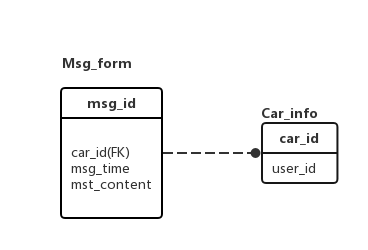 Msg_form
msg_id
car_id(FK)
msg_time
mst_content
Car_info
car_id
user_id